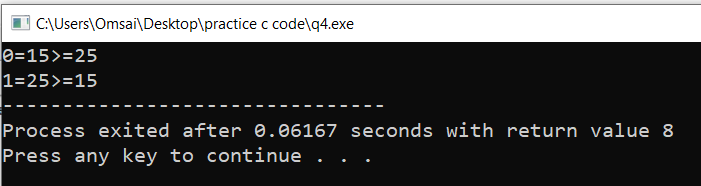 C:\Users\Omsai\Desktop\practice c code\q4.exe
0=15>=25
1=25>=15
--------------------------------
Process exited after 0.06167 seconds with return value 8
Press any key to continue . . .